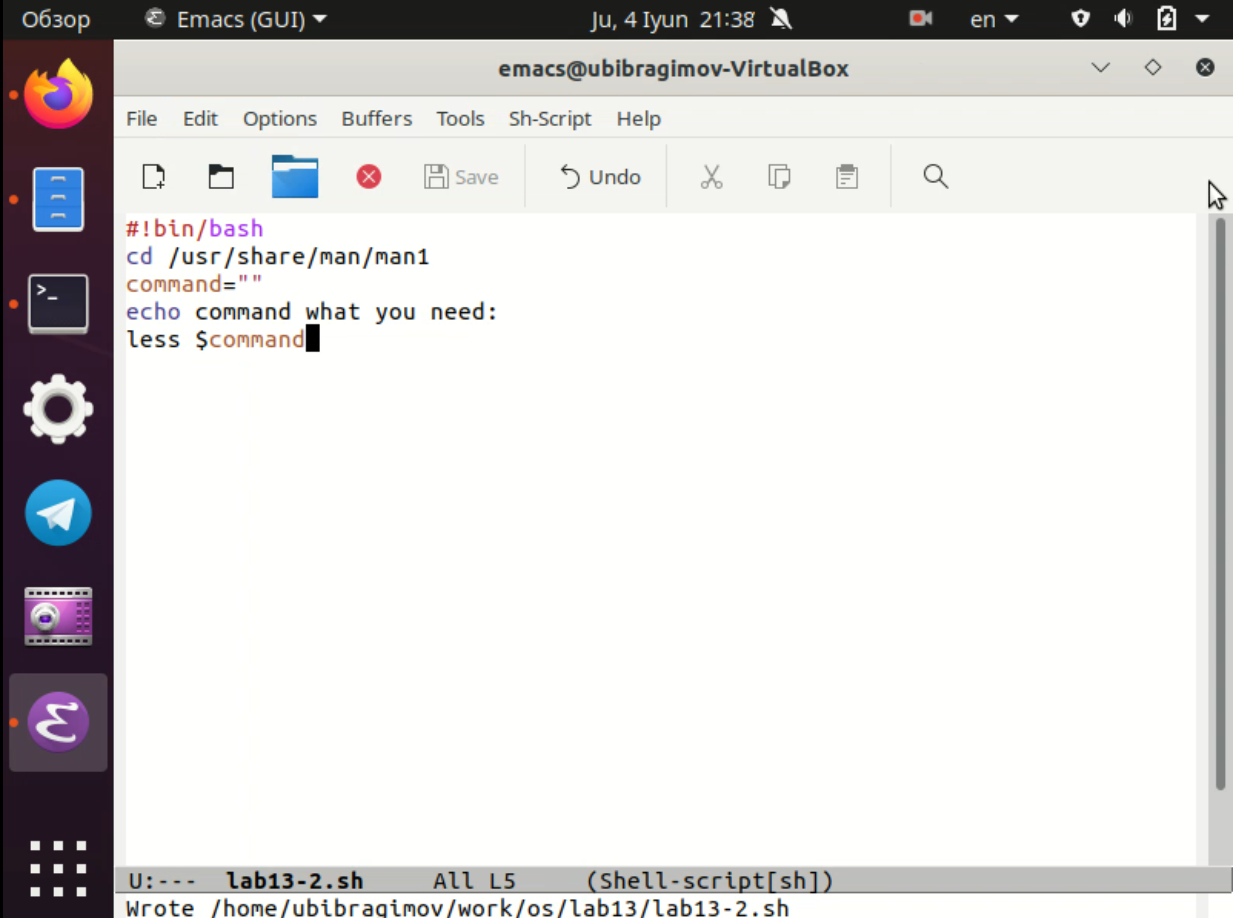 Обзор Emacs (GUI) Ju, 4 Iyun 21:38 en
emacs@ubibragimov-VirtualBox
File Edit Options Buffers Tools Sh-Script Help
Save Undo
#!bin/bash
cd /usr/share/man/man1
command=""
echo command what you need:
less $command
U:--- lab13-2.sh All L5 (Shell-script[sh])
Wrote /home/ubibragimov/work/os/lab13/lab13-2.sh